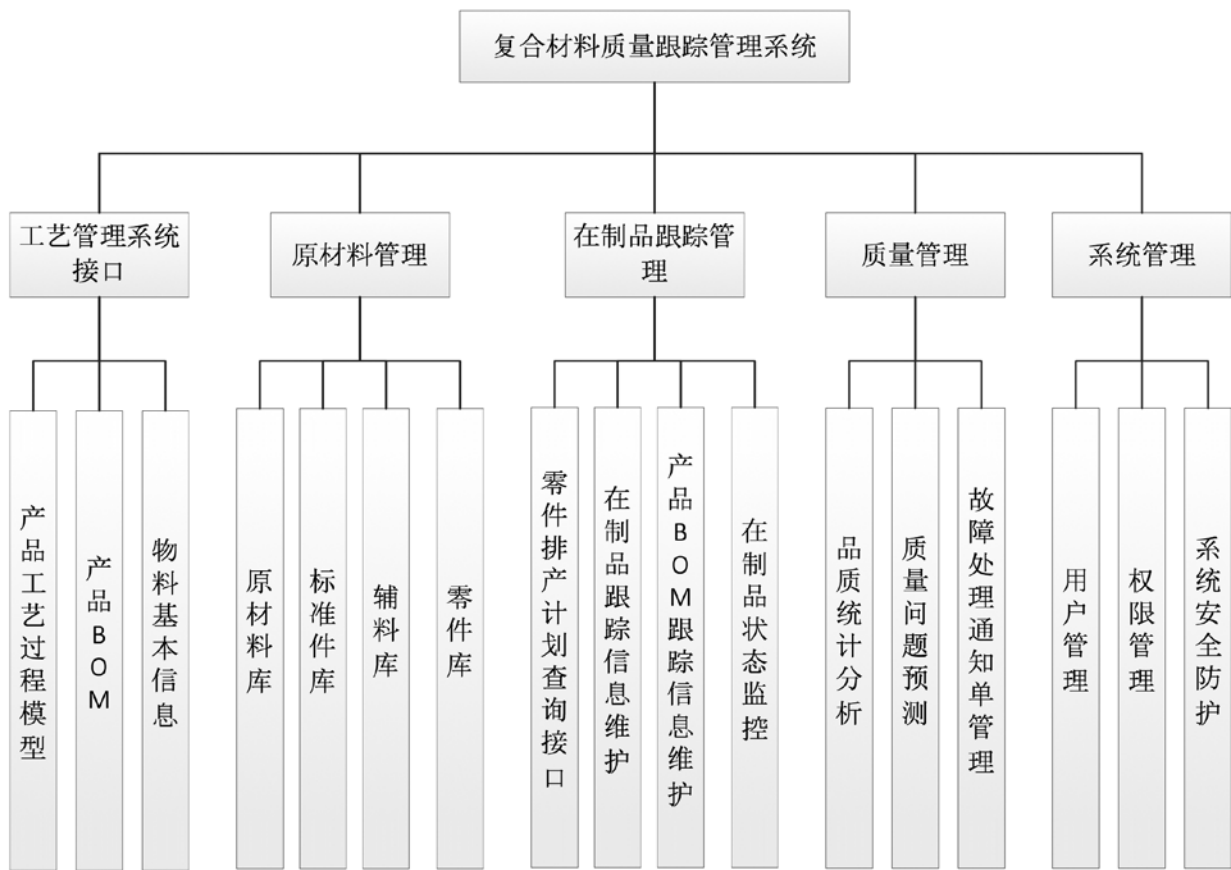 复合材料质量跟踪管理系统
工艺管理系统
接口
原材料管理
在制品跟踪管
理
质量管理
系统管理
产品工艺过程模型
产品BOM
物料基本信息
原材料库
标准件库
辅料库
零件库
零件排产计划查询接口
在制品跟踪信息维护
产品BOM跟踪信息维护
在制品状态监控
品质统计分析
质量问题预测
故障处理通知单管理
用户管理
权限管理
系统安全防护